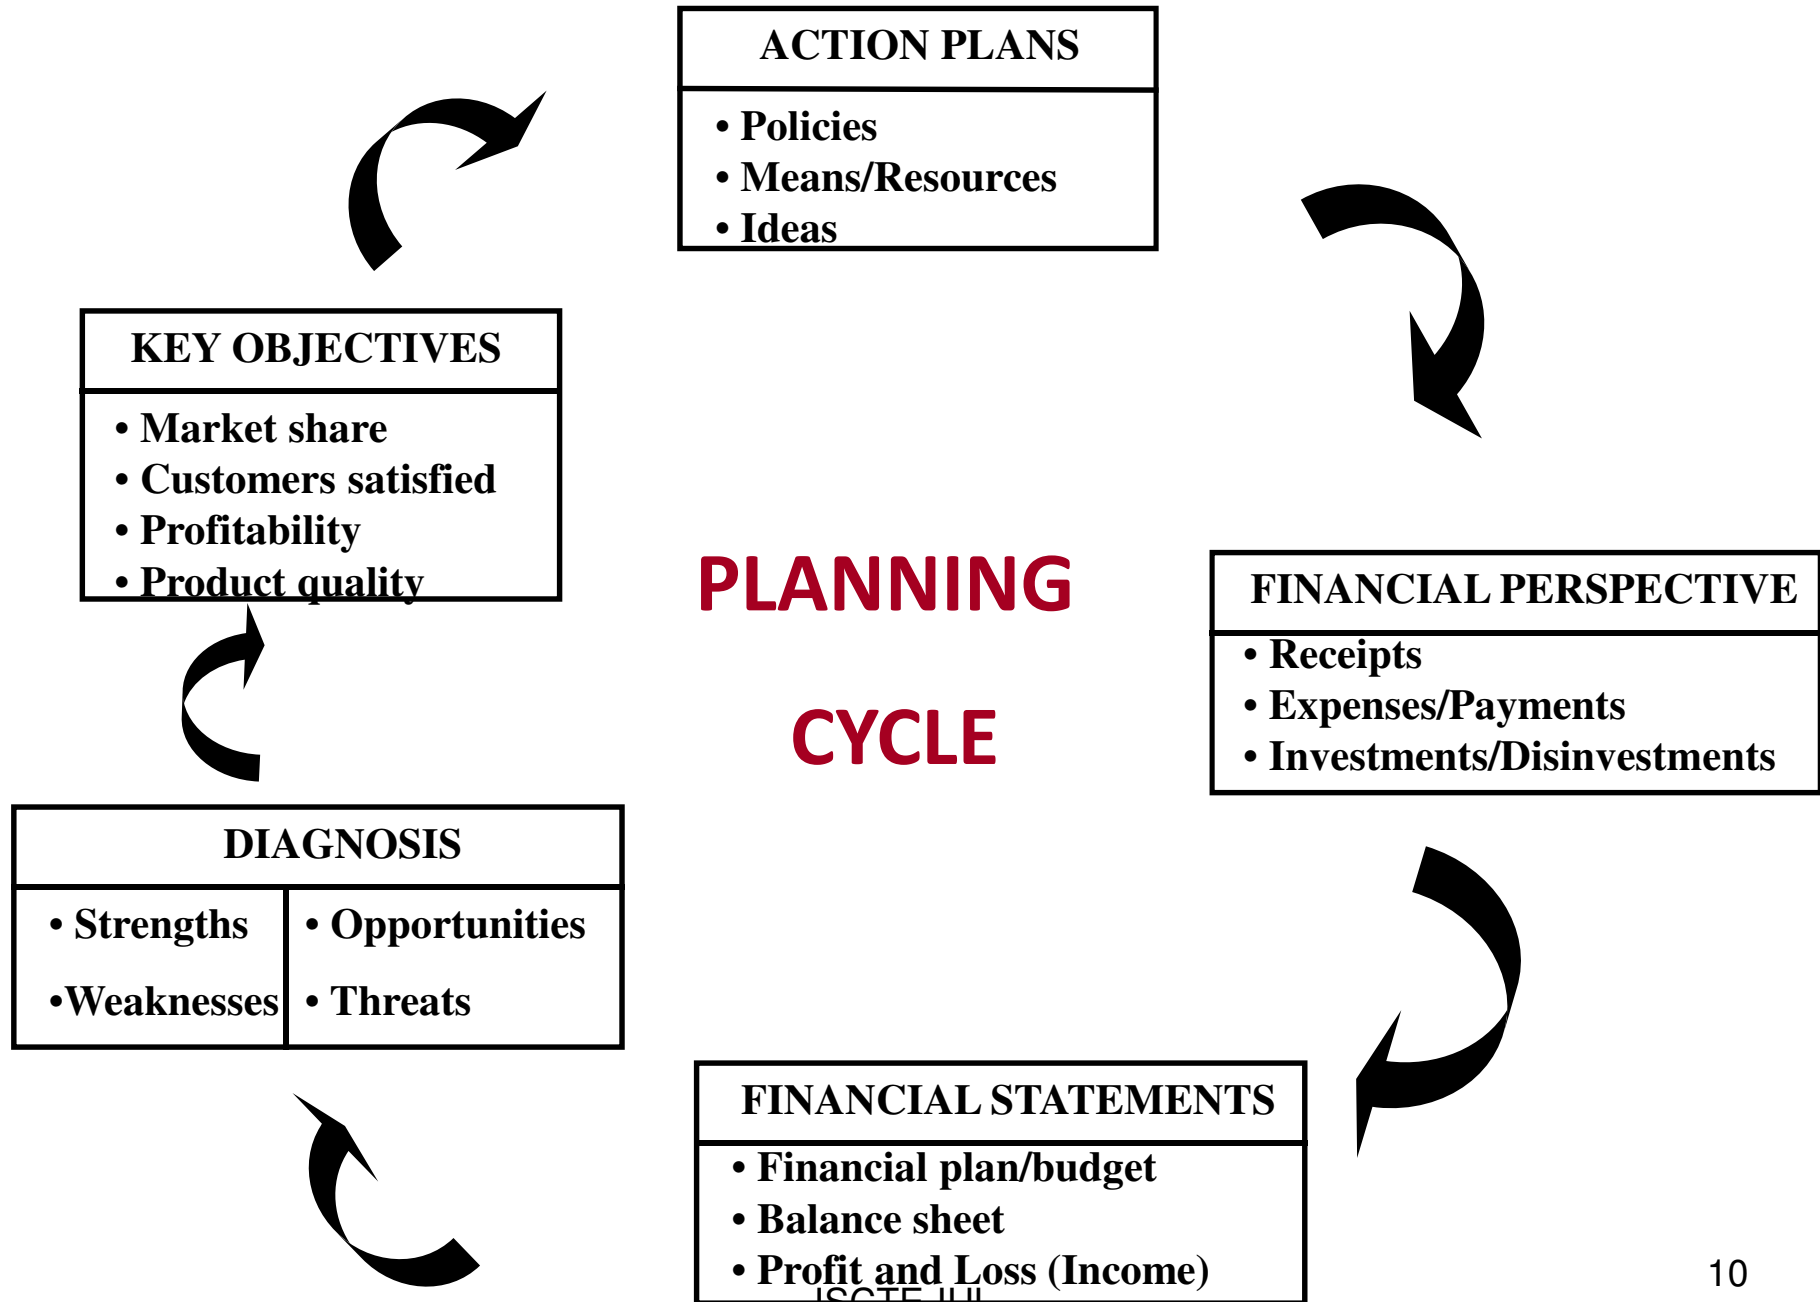 ACTION PLANS
• Policies
• Means/Resources
• Ideas
KEY OBJECTIVES
• Market share
• Customers satisfied
• Profitability
• Product quality
PLANNING
CYCLE
FINANCIAL PERSPECTIVE
• Receipts
• Expenses/Payments
• Investments/Disinvestments
DIAGNOSIS
• Strengths
•Weaknesses
• Opportunities
• Threats
FINANCIAL STATEMENTS
• Financial plan/budget
• Balance sheet
• Profit and Loss (Income)
10